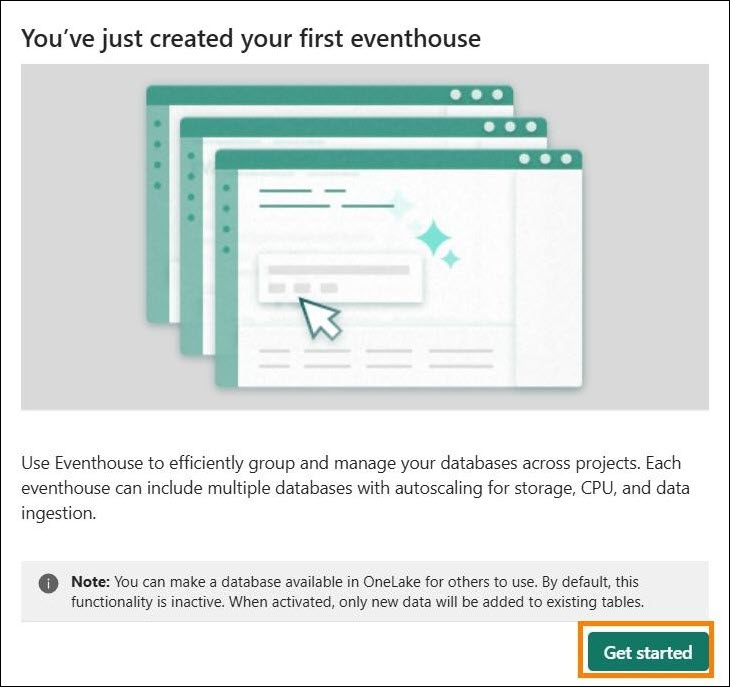 You’ve just created your first eventhouse
Use Eventhouse to efficiently group and manage your databases across projects. Each
eventhouse can include multiple databases with autoscaling for storage, CPU, and data
ingestion.
Note: You can make a database available in OneLake for others to use. By default, this
functionality is inactive. When activated, only new data will be added to existing tables.
Get started